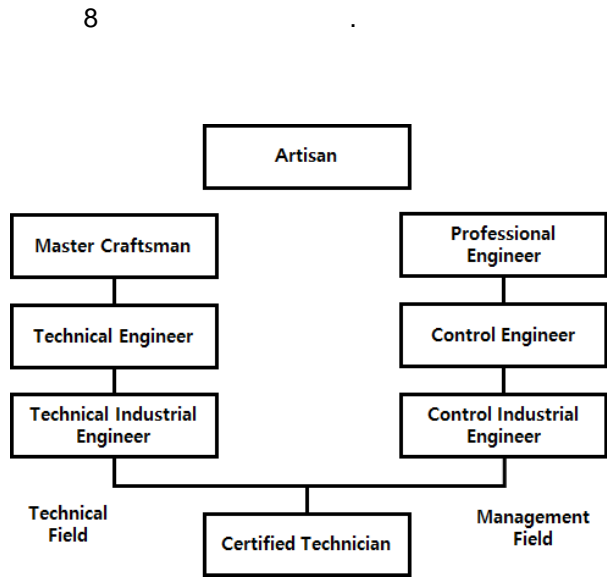 8 .
Artisan
Master Craftsman
Professional
Engineer
Technical Engineer
Control Engineer
Technical Industrial
Engineer
Control Industrial
Engineer
Technical
Field
Certified Technician
Management
Field